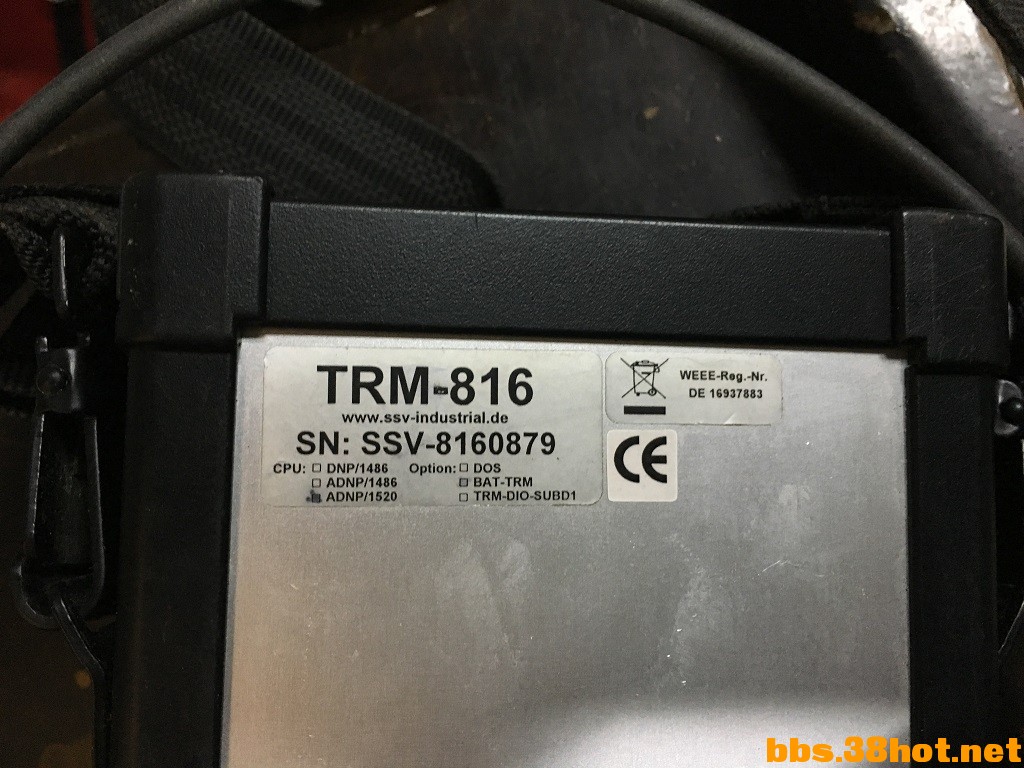 TRM-816
www.ssv-industrial.de
SN: SSV-8160879
CPU: □ DNP/1486 Option: □ DOS
□ ADNP/1486 □ BAT-TRM
ADNP/1520 □ TRM-DIO-SUBD1
WEEE-Reg.-Nr.
DE 16937883
CE
bbs.38hot.net